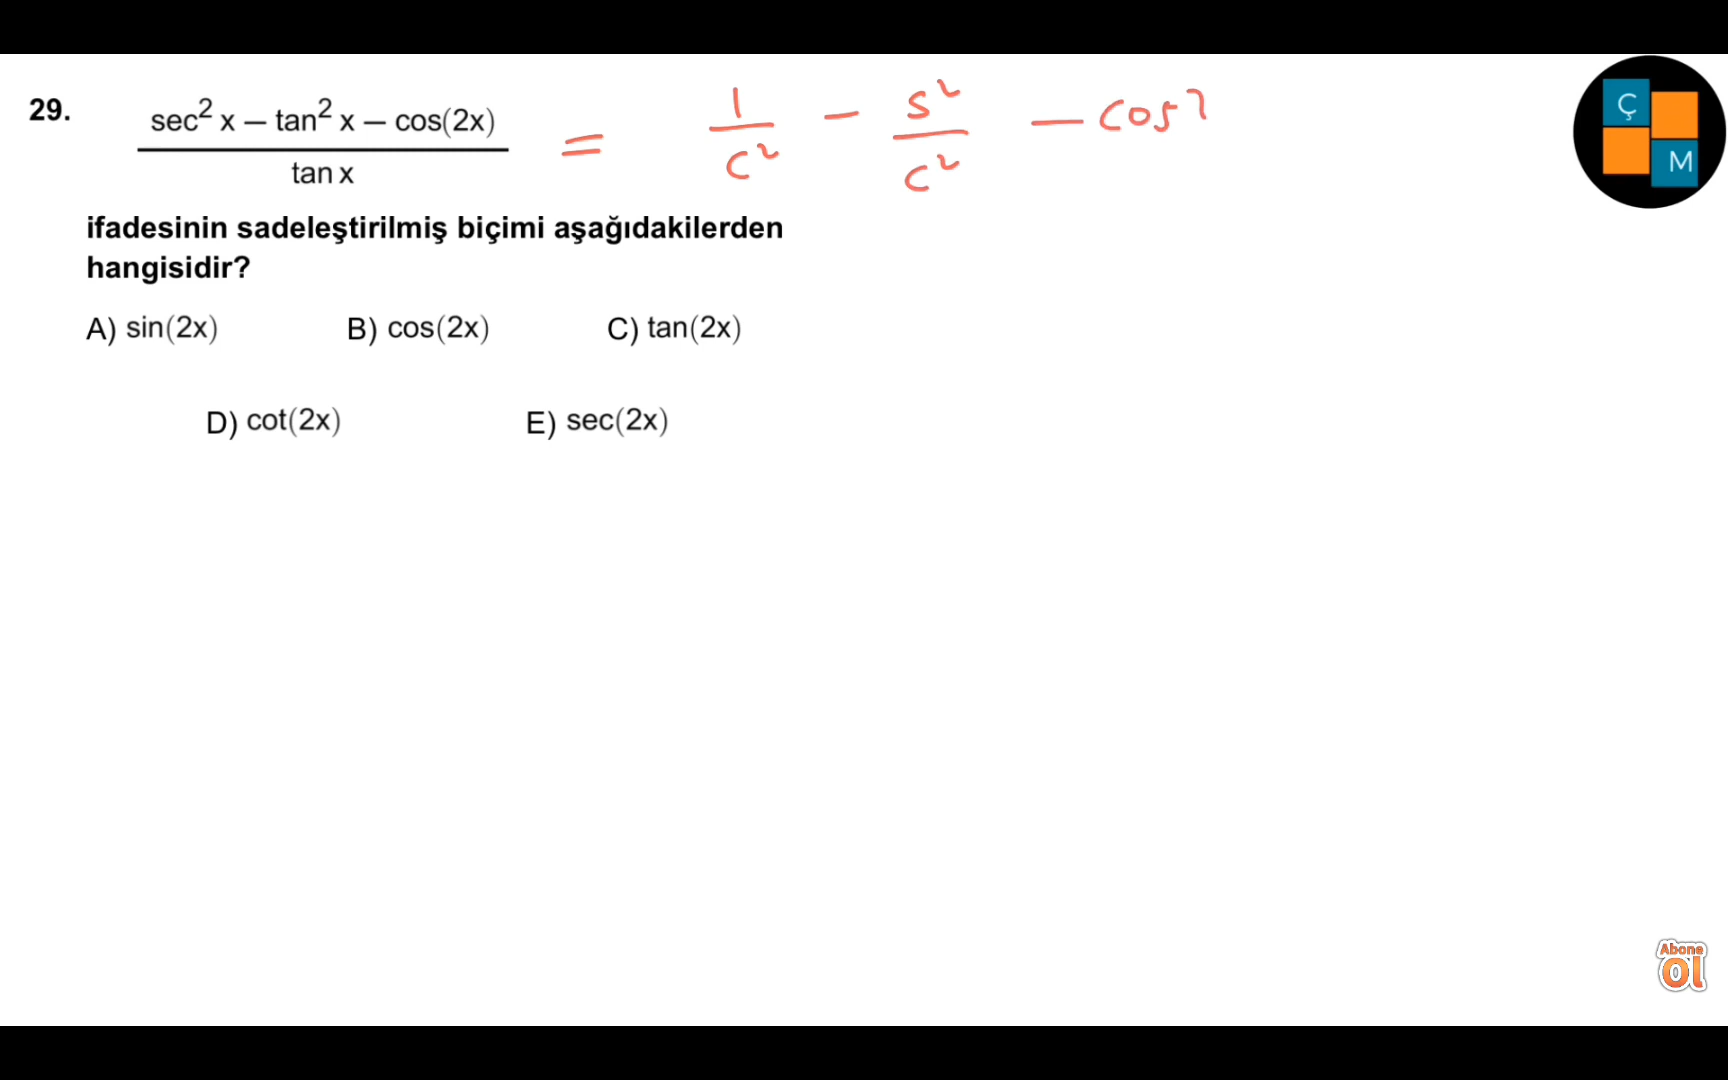 29. sec² x – tan² x – cos(2x) = 1 – s² – cos2
tan x c² c²
ifadesinin sadeleştirilmiş biçimi aşağıdakilerden
hangisidir?
A) sin(2x) B) cos(2x) C) tan(2x)
D) cot(2x) E) sec(2x)
Ç
M
Abone
Ol